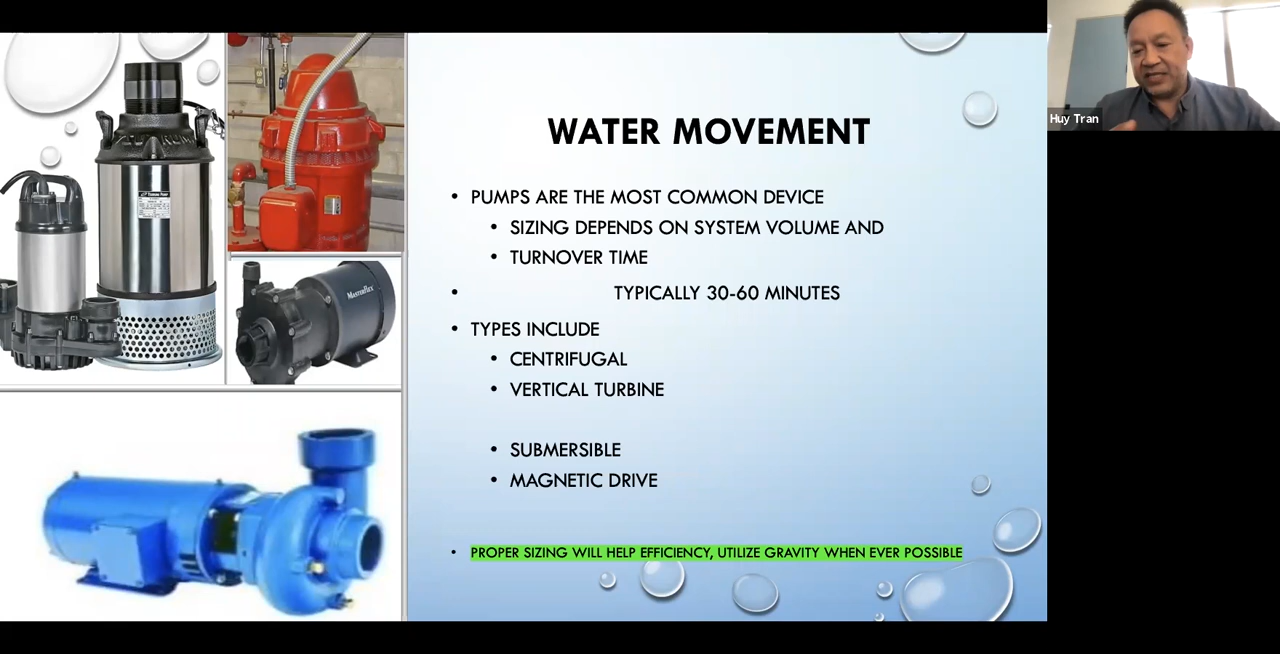 WATER MOVEMENT
• PUMPS ARE THE MOST COMMON DEVICE
• SIZING DEPENDS ON SYSTEM VOLUME AND
• TURNOVER TIME
• TYPICALLY 30-60 MINUTES
• TYPES INCLUDE
• CENTRIFUGAL
• VERTICAL TURBINE
• SUBMERSIBLE
• MAGNETIC DRIVE
• PROPER SIZING WILL HELP EFFICIENCY, UTILIZE GRAVITY WHEN EVER POSSIBLE
Masterflex
Huy Tran